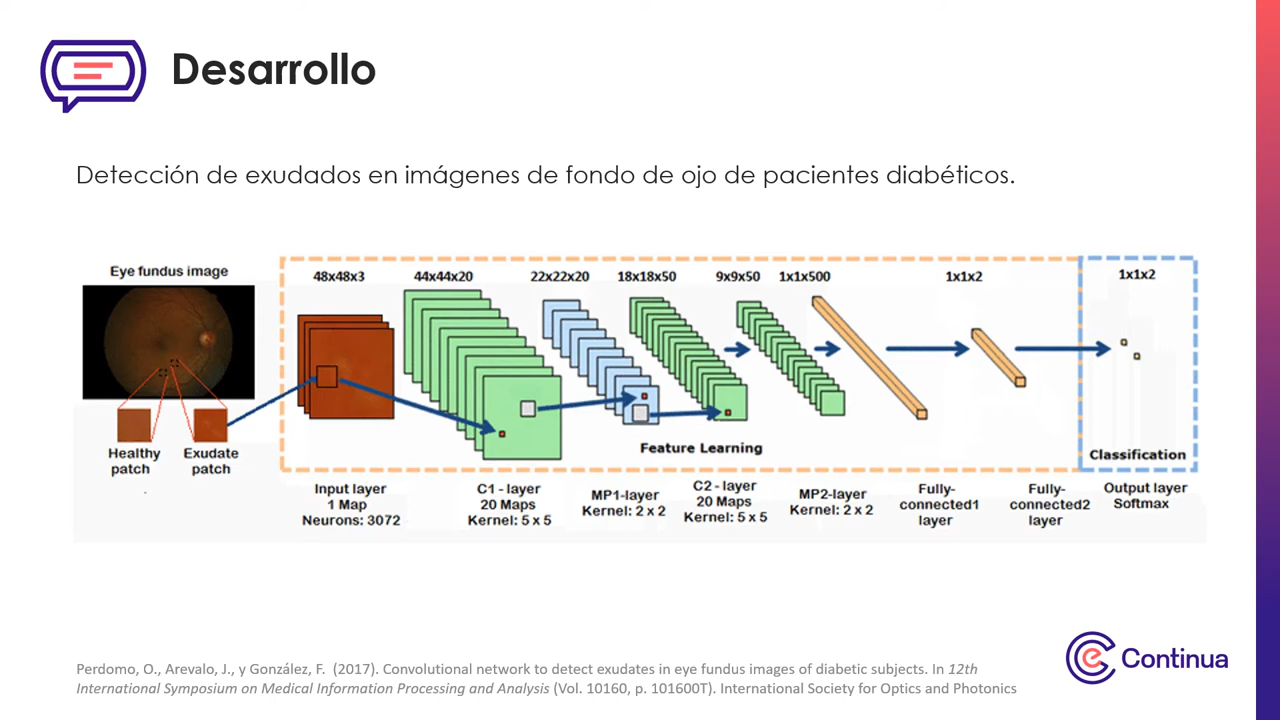 Desarrollo
Detección de exudados en imágenes de fondo de ojo de pacientes diabéticos.
Eye fundus image
Healthy
patch
Exudate
patch
48x48x3
44x44x20
22x22x20
18x18x50
9x9x50
1x1x500
1x1x2
1x1x2
Feature Learning
Classification
Input layer
1 Map
Neurons: 3072
C1 - layer
20 Maps
Kernel: 5 x 5
MP1-layer
Kernel: 2 x 2
C2 - layer
20 Maps
Kernel: 5 x 5
MP2-layer
Kernel: 2 x 2
Fully-
connected1
layer
Fully-
connected2
layer
Output layer
Softmax
Perdomo, O., Arevalo, J., y González, F. (2017). Convolutional network to detect exudates in eye fundus images of diabetic subjects. In 12th
International Symposium on Medical Information Processing and Analysis (Vol. 10160, p. 101600T). International Society for Optics and Photonics
Continua